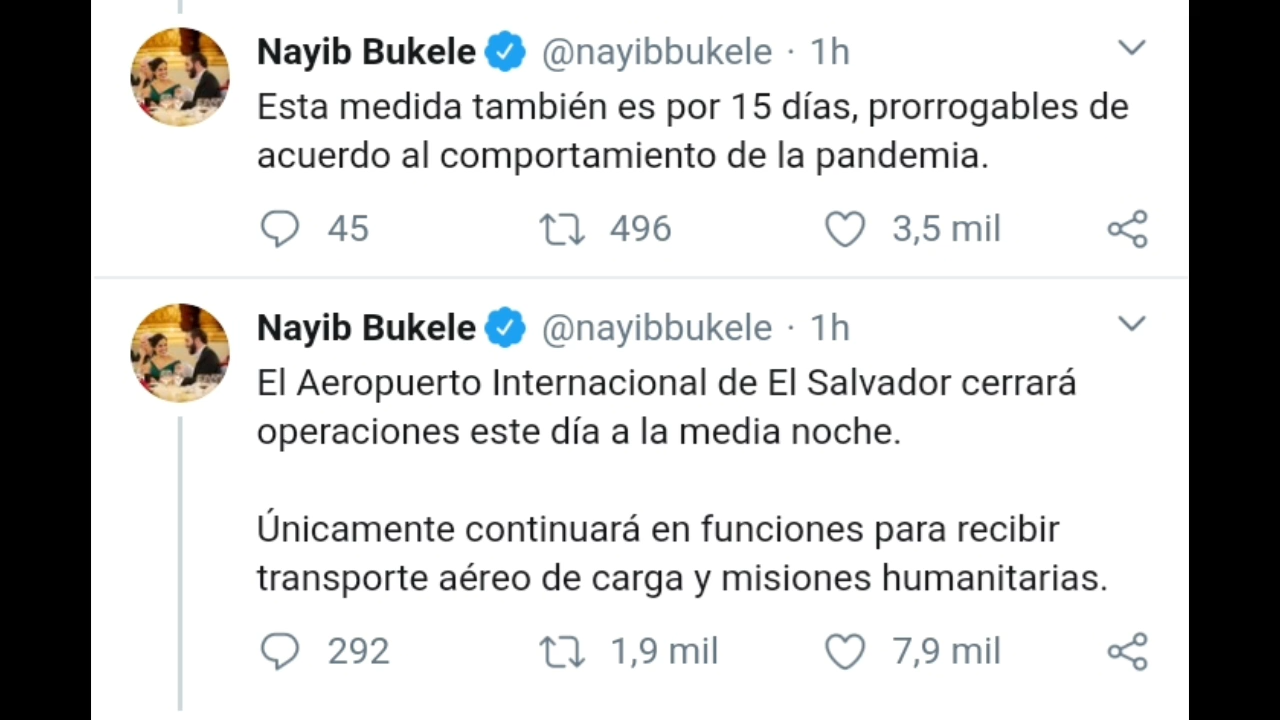 Nayib Bukele @nayibbukele · 1h
Esta medida también es por 15 días, prorrogables de
acuerdo al comportamiento de la pandemia.
45 496 3,5 mil
Nayib Bukele @nayibbukele · 1h
El Aeropuerto Internacional de El Salvador cerrará
operaciones este día a la media noche.
Únicamente continuará en funciones para recibir
transporte aéreo de carga y misiones humanitarias.
292 1,9 mil 7,9 mil